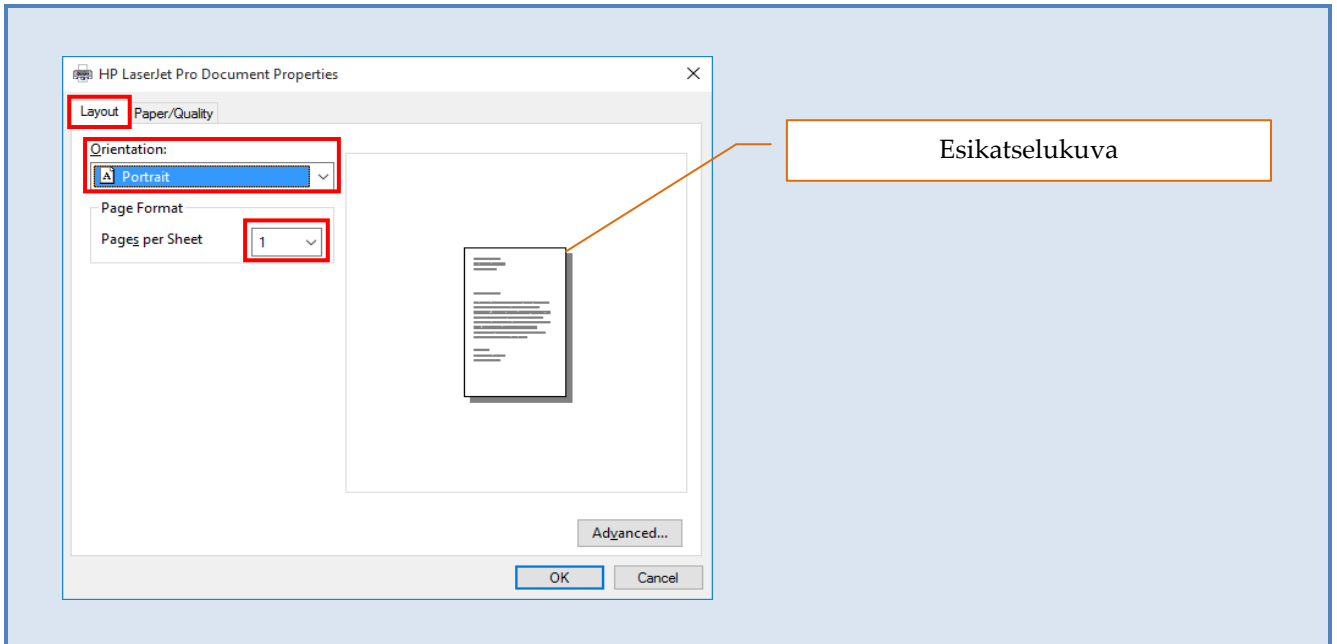 HP LaserJet Pro Document Properties
Layout Paper/Quality
Orientation:
Portrait
Page Format
Pages per Sheet 1
Advanced...
OK Cancel
Esikatselukuva